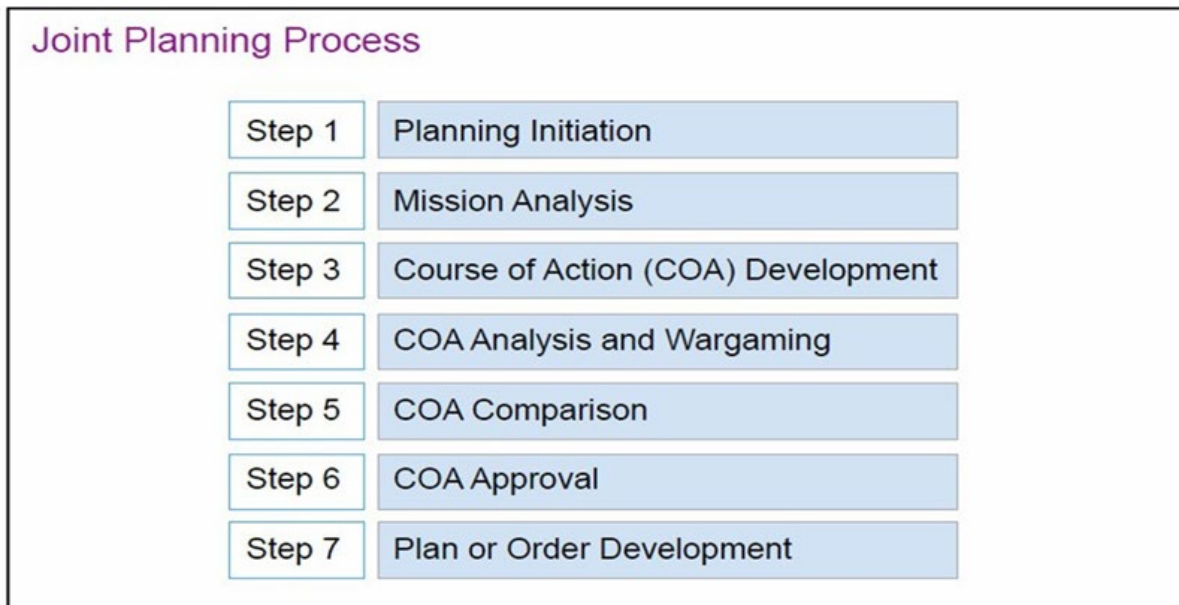 Joint Planning Process
Step 1 Planning Initiation
Step 2 Mission Analysis
Step 3 Course of Action (COA) Development
Step 4 COA Analysis and Wargaming
Step 5 COA Comparison
Step 6 COA Approval
Step 7 Plan or Order Development